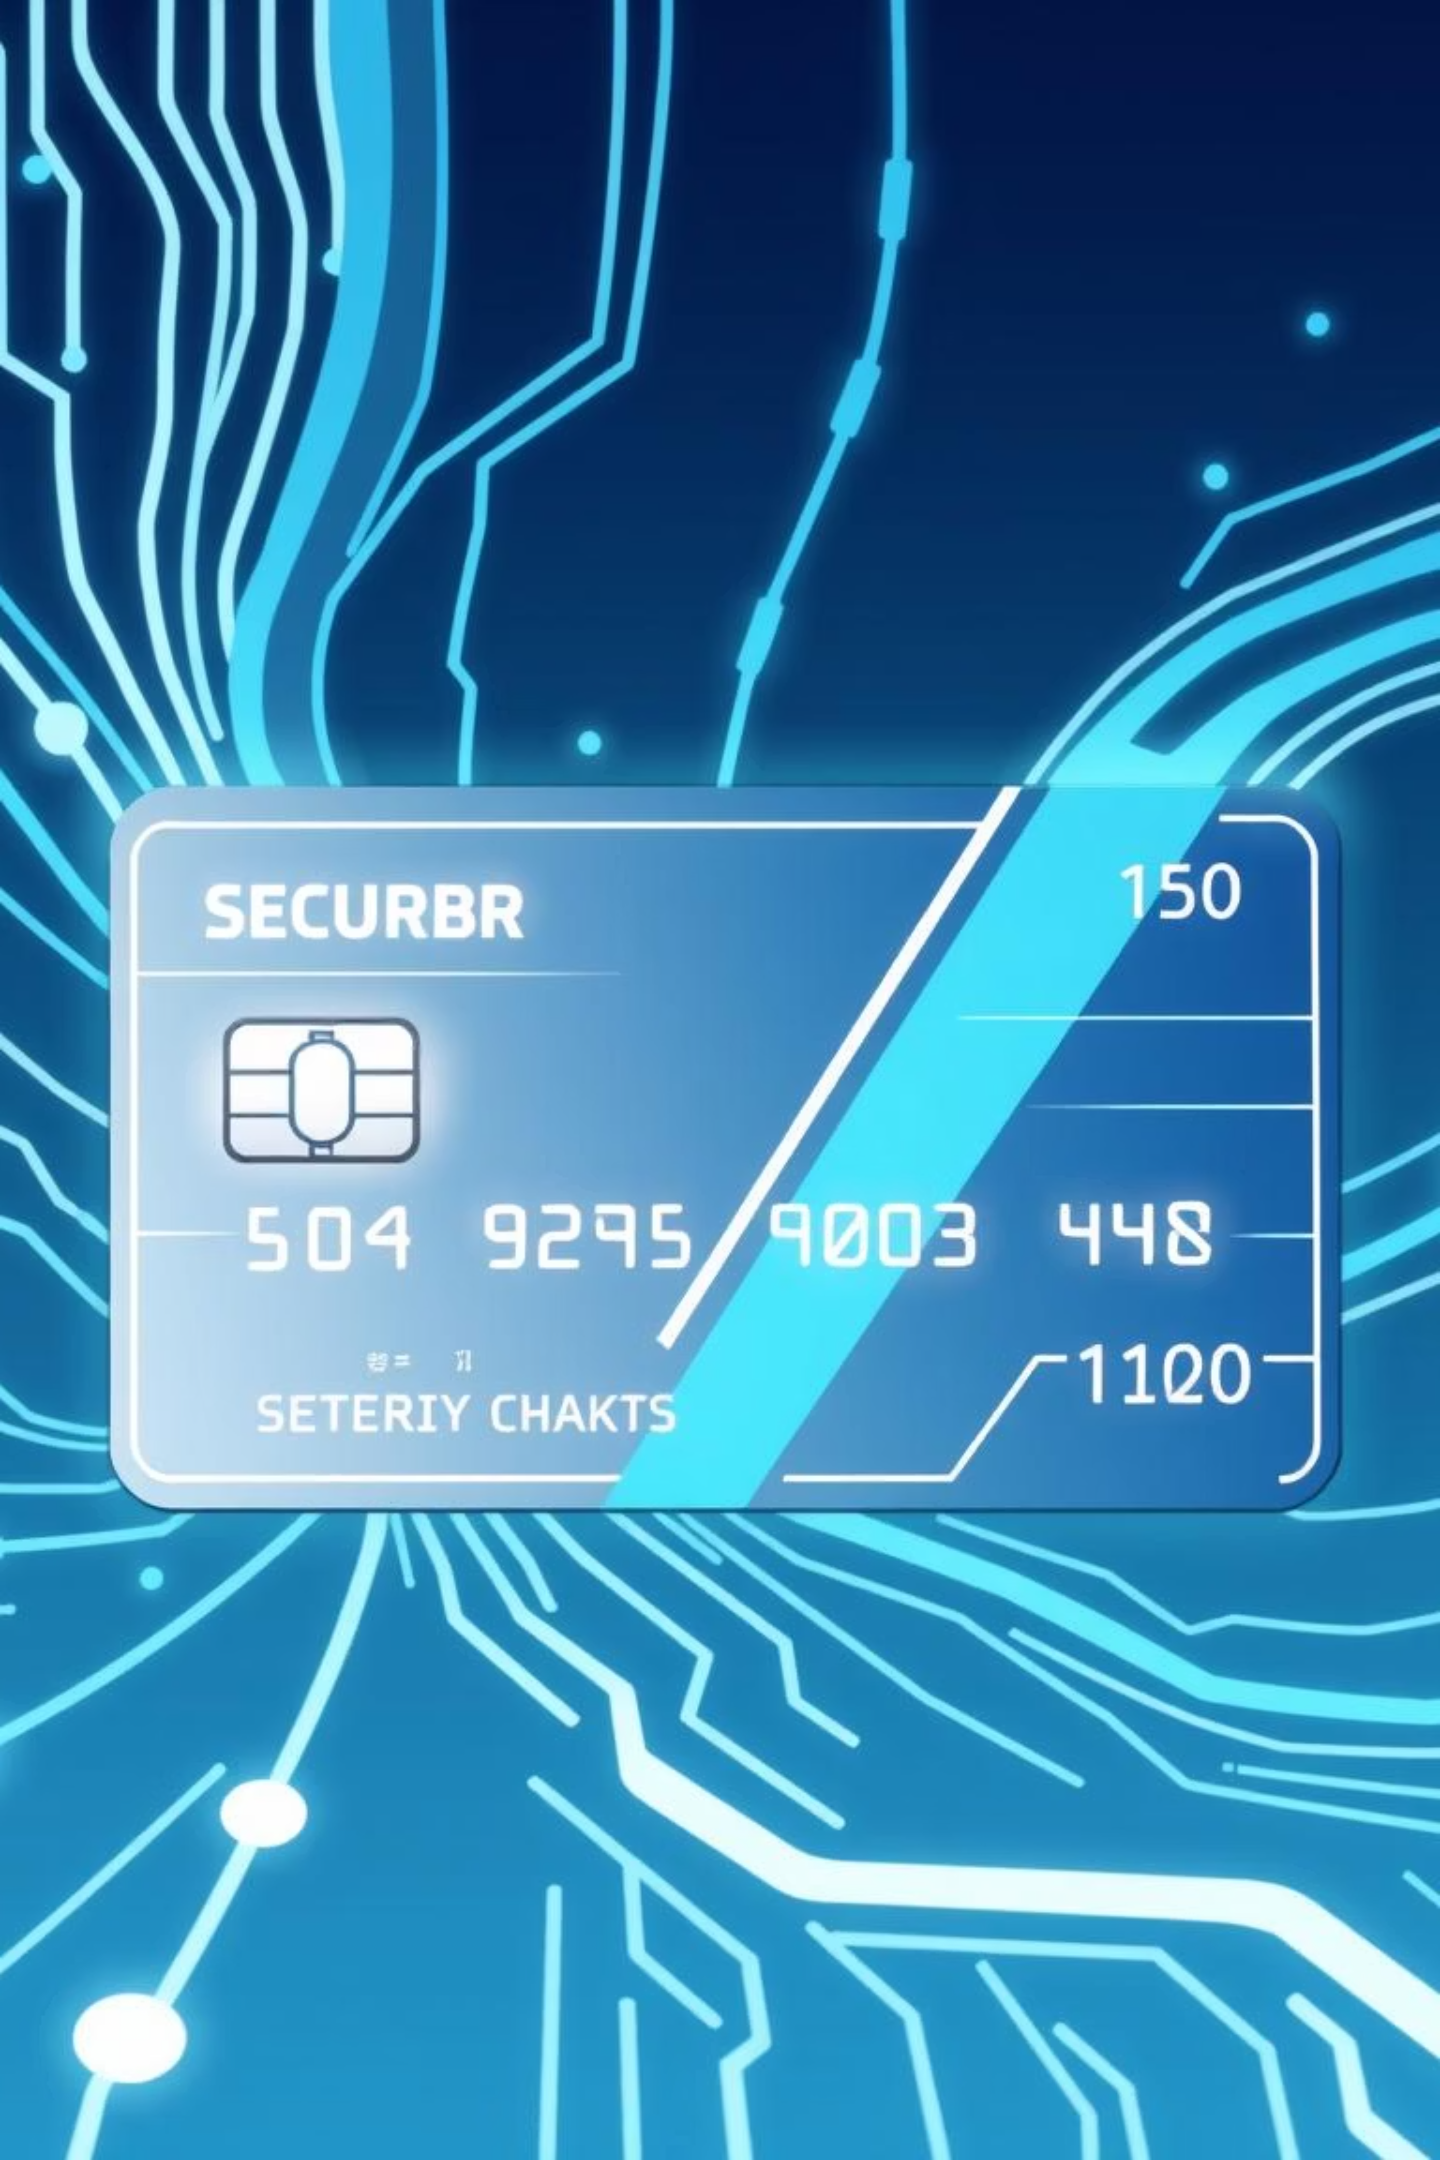 SECURBR
150
504 9295 9003 448
SETERIY CHAKTS
1120